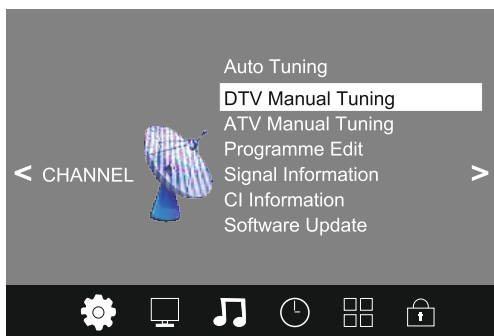 Auto Tuning
DTV Manual Tuning
ATV Manual Tuning
Programme Edit
< CHANNEL Signal Information >
CI Information
Software Update